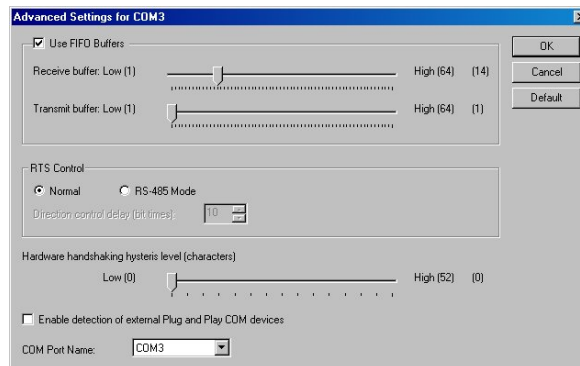 Advanced Settings for COM3
Use FIFO Buffers
Receive buffer: Low (1) High (64) (14)
Transmit buffer: Low (1) High (64) (1)
OK
Cancel
Default
RTS Control
Normal RS-485 Mode
Direction control delay (bit times): 10
Hardware handshaking hysteris level (characters)
Low (0) High (52) (0)
Enable detection of external Plug and Play COM devices
COM Port Name: COM3